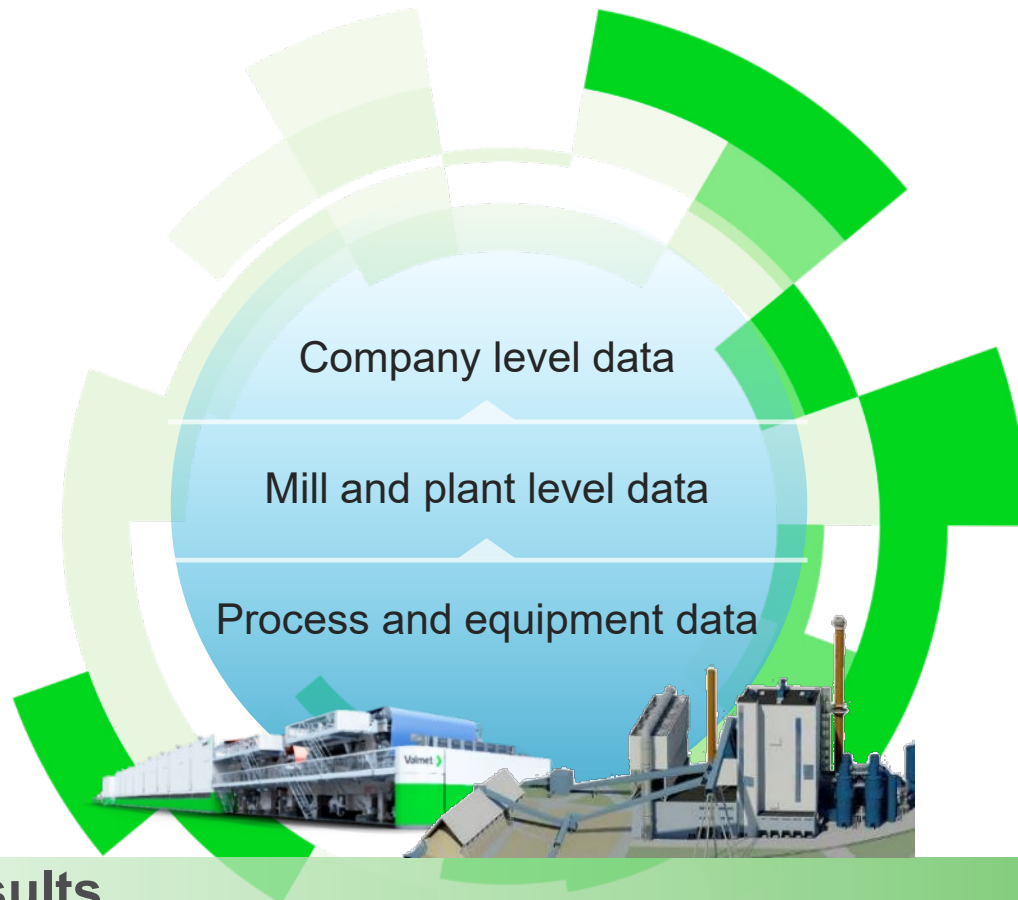 Company level data
Mill and plant level data
Process and equipment data
Valmet